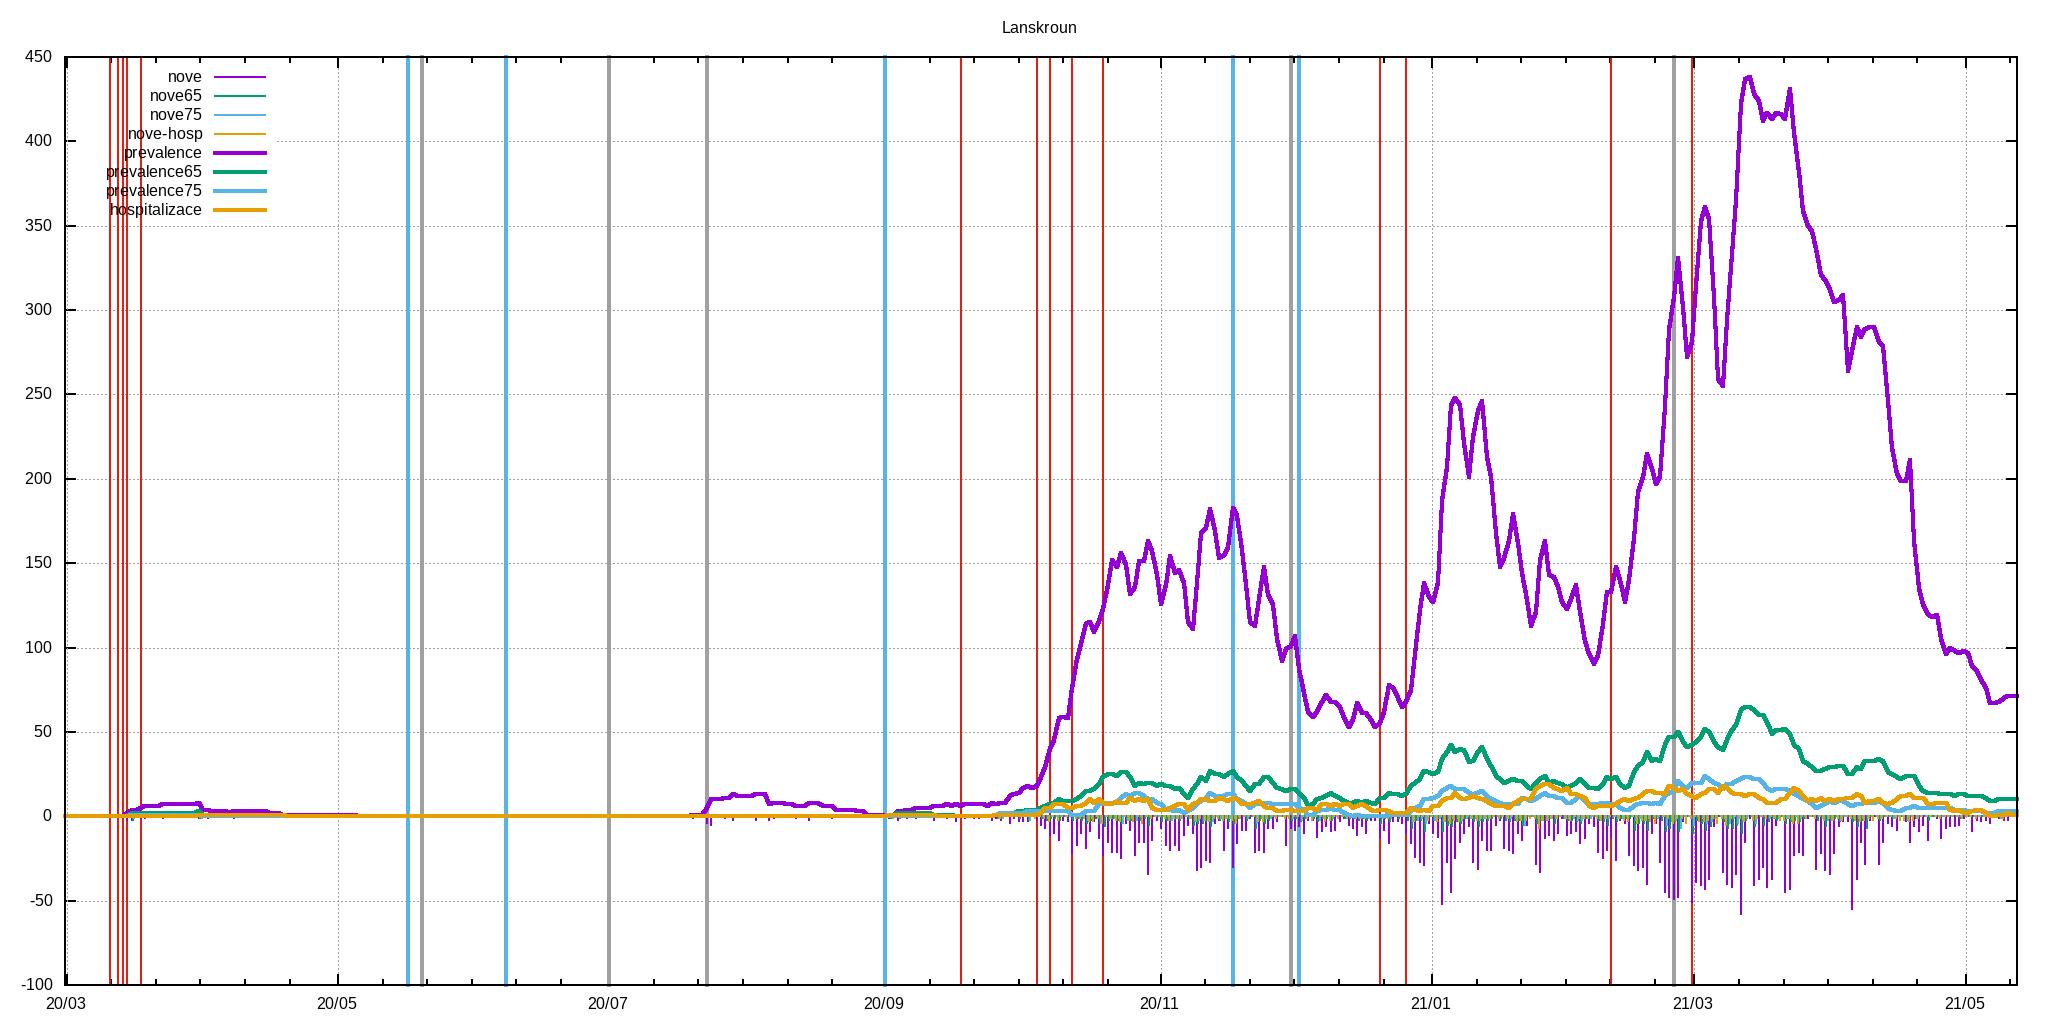 Lanskroun
450
400
350
300
250
200
150
100
50
0
-50
-100
nove
nove65
nove75
nove-hosp
prevalence
prevalence65
prevalence75
hospitalizace
20/03 20/05 20/07 20/09 20/11 21/01 21/03 21/05